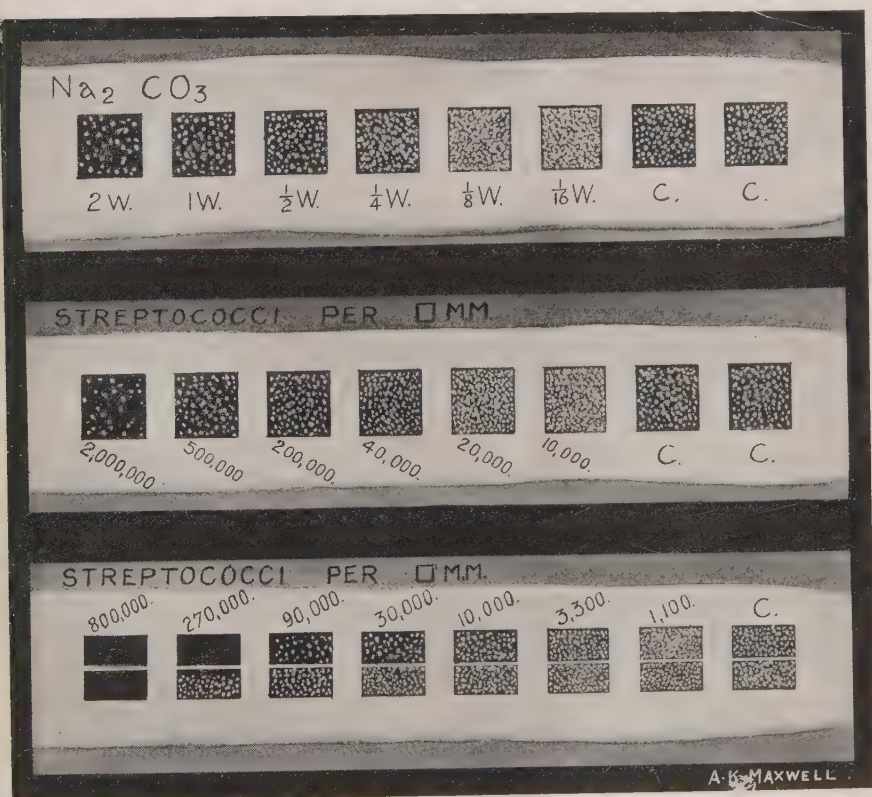 Na₂ CO₃
2 W. 1 W. ½ W. ¼ W. ⅛ W. 1/16 W. C. C.
STREPTOCOCCI PER □ MM.
2,000,000 500,000 200,000. 40,000. 20,000. 10,000. C. C.
STREPTOCOCCI PER □ M.M.
800,000. 270,000. 90,000. 30,000. 10,000. 3,300. 1,100. C.
A·K·MAXWELL